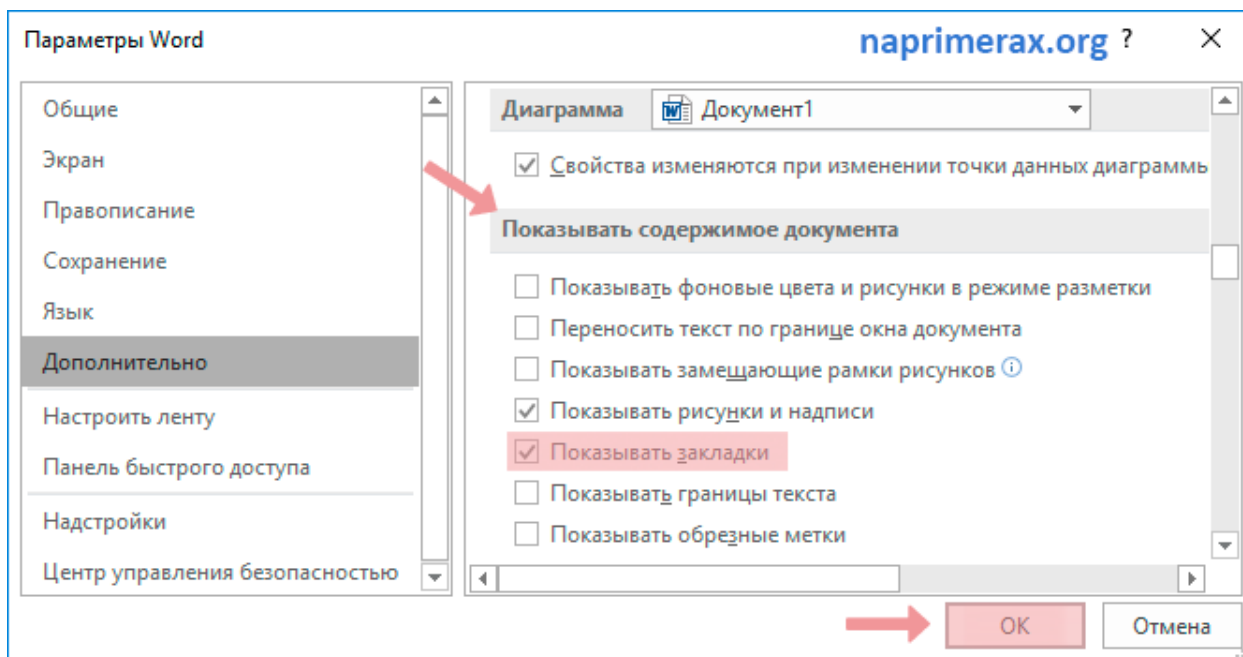 Параметры Word
naprimerax.org ?
Общие
Экран
Правописание
Сохранение
Язык
Дополнительно
Настроить ленту
Панель быстрого доступа
Надстройки
Центр управления безопасностью
Диаграмма Документ1
Свойства изменяются при изменении точки данных диаграммы
Показывать содержимое документа
Показывать фоновые цвета и рисунки в режиме разметки
Переносить текст по границе окна документа
Показывать замещающие рамки рисунков
Показывать рисунки и надписи
Показывать закладки
Показывать границы текста
Показывать обрезные метки
ОК
Отмена